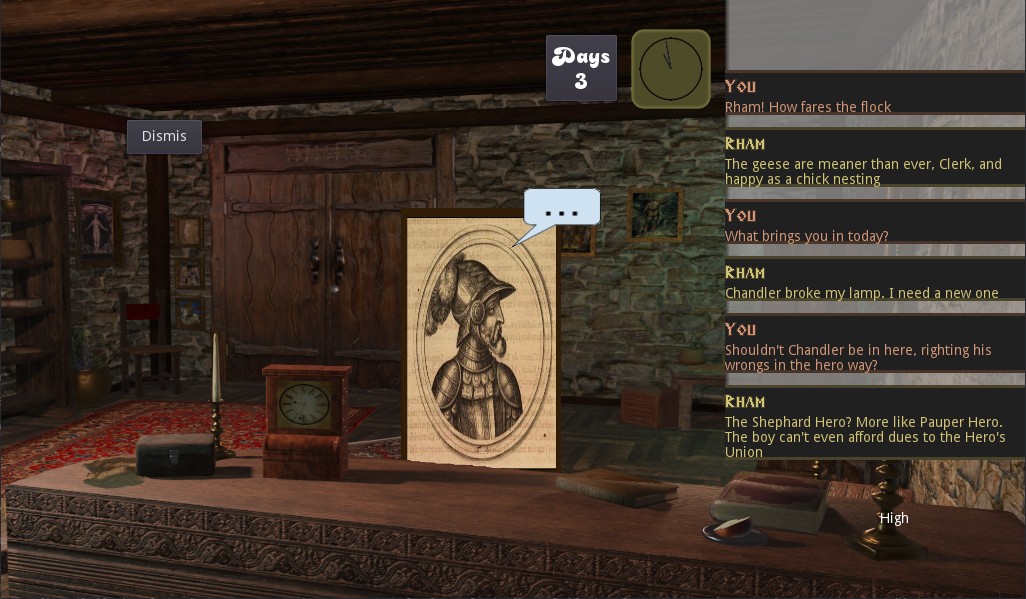 Days
3
Dismis
...
You
Rham! How fares the flock
Rham
The geese are meaner than ever, Clerk, and
happy as a chick nesting
You
What brings you in today?
Rham
Chandler broke my lamp. I need a new one
You
Shouldn't Chandler be in here, righting his
wrongs in the hero way?
Rham
The Shephard Hero? More like Pauper Hero.
The boy can't even afford dues to the Hero's
Union
High